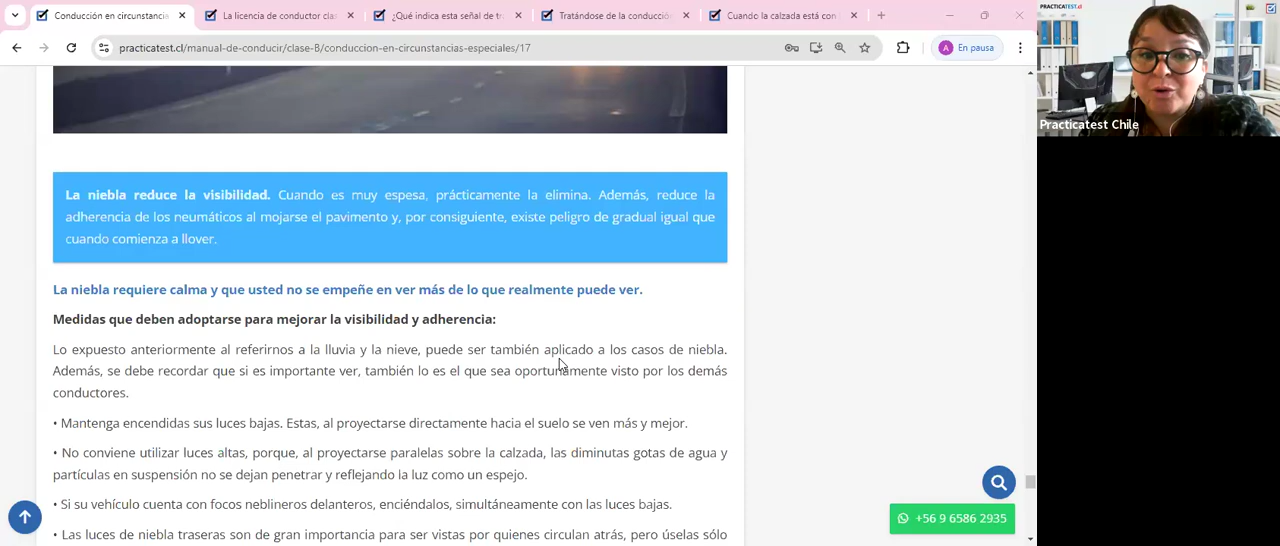 Conducción en circunstancia
La licencia de conductor clas
¿Qué indica esta señal de tr
Tratándose de la conducción
Cuando la calzada está con
practicatest.cl/manual-de-conducir/clase-B/conduccion-en-circunstancias-especiales/17
A En pausa
PRACTICATEST.cl
Practicatest Chile
La niebla reduce la visibilidad. Cuando es muy espesa, prácticamente la elimina. Además, reduce la
adherencia de los neumáticos al mojarse el pavimento y, por consiguiente, existe peligro de gradual igual que
cuando comienza a llover.
La niebla requiere calma y que usted no se empeñe en ver más de lo que realmente puede ver.
Medidas que deben adoptarse para mejorar la visibilidad y adherencia:
Lo expuesto anteriormente al referirnos a la lluvia y la nieve, puede ser también aplicado a los casos de niebla.
Además, se debe recordar que si es importante ver, también lo es el que sea oportunamente visto por los demás
conductores.
• Mantenga encendidas sus luces bajas. Estas, al proyectarse directamente hacia el suelo se ven más y mejor.
• No conviene utilizar luces altas, porque, al proyectarse paralelas sobre la calzada, las diminutas gotas de agua y
partículas en suspensión no se dejan penetrar y reflejando la luz como un espejo.
• Si su vehículo cuenta con focos neblineros delanteros, enciéndalos, simultáneamente con las luces bajas.
+56 9 6586 2935
• Las luces de niebla traseras son de gran importancia para ser vistas por quienes circulan atrás, pero úselas sólo